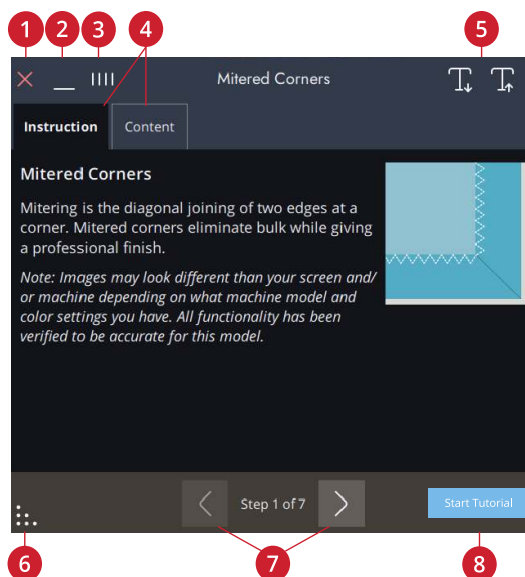 1 2 3 4 5
Mitered Corners
T T
Instruction Content
Mitered Corners
Mitering is the diagonal joining of two edges at a
corner. Mitered corners eliminate bulk while giving
a professional finish.
Note: Images may look different than your screen and/
or machine depending on what machine model and
color settings you have. All functionality has been
verified to be accurate for this model.
Step 1 of 7
Start Tutorial
6 7 8